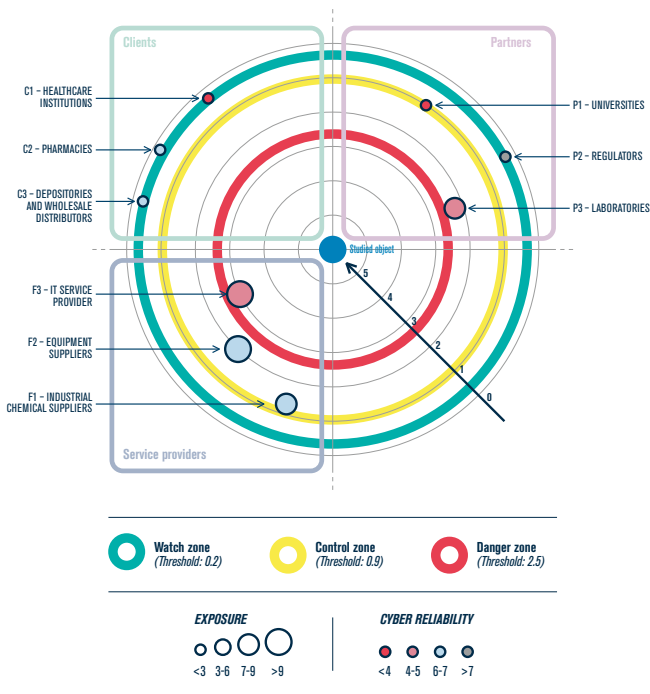 Clients
Partners
C1 – HEALTHCARE
INSTITUTIONS
P1 – UNIVERSITIES
C2 – PHARMACIES
P2 – REGULATORS
C3 – DEPOSITORIES
AND WHOLESALE
DISTRIBUTORS
P3 – LABORATORIES
Studied object
5
4
3
2
1
0
F3 – IT SERVICE
PROVIDER
F2 – EQUIPMENT
SUPPLIERS
F1 – INDUSTRIAL
CHEMICAL SUPPLIERS
Service providers
Watch zone
(Threshold: 0.2)
Control zone
(Threshold: 0.9)
Danger zone
(Threshold: 2.5)
EXPOSURE
<3 3-6 7-9 >9
CYBER RELIABILITY
<4 4-5 6-7 >7